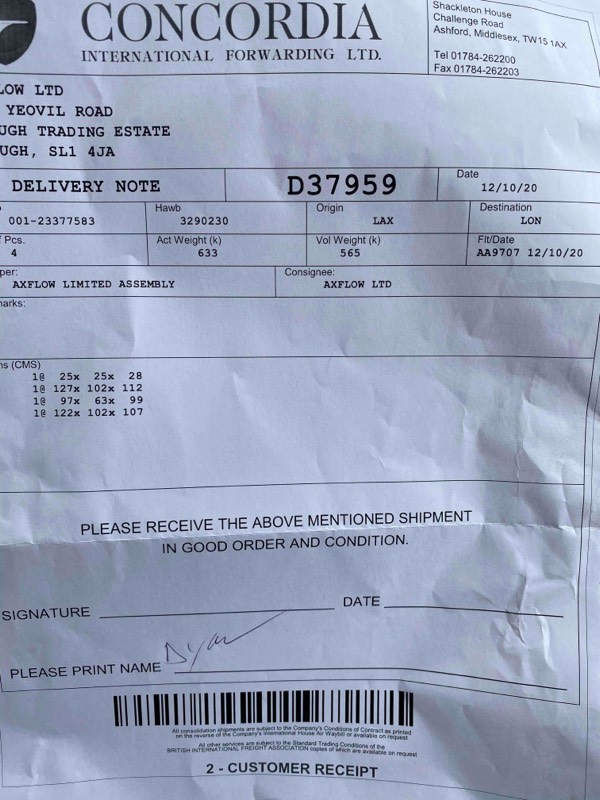 CONCORDIA
INTERNATIONAL FORWARDING LTD.
Shackleton House
Challenge Road
Ashford, Middlesex, TW15 1AX
Tel 01784-262200
Fax 01784-262203
LOW LTD
YEOVIL ROAD
UGH TRADING ESTATE
UGH, SL1 4JA
DELIVERY NOTE
D37959
Date
12/10/20
001-23377583
Hawb
3290230
Origin
LAX
Destination
LON
Pcs.
4
Act Weight (k)
633
Vol Weight (k)
565
Flt/Date
AA9707 12/10/20
per:
AXFLOW LIMITED ASSEMBLY
Consignee:
AXFLOW LTD
marks:
ns (CMS)
1@ 25x 25x 28
1@ 127x 102x 112
1@ 97x 63x 99
1@ 122x 102x 107
PLEASE RECEIVE THE ABOVE MENTIONED SHIPMENT
IN GOOD ORDER AND CONDITION.
SIGNATURE
DATE
PLEASE PRINT NAME
All consolidation shipments are subject to the Company's Conditions of Contract as printed
on the reverse of the Company's International House Air Waybill or available on request
All other services are subject to the Standard Trading Conditions of the
BRITISH INTERNATIONAL FREIGHT ASSOCIATION copies of which are available on request
2 - CUSTOMER RECEIPT